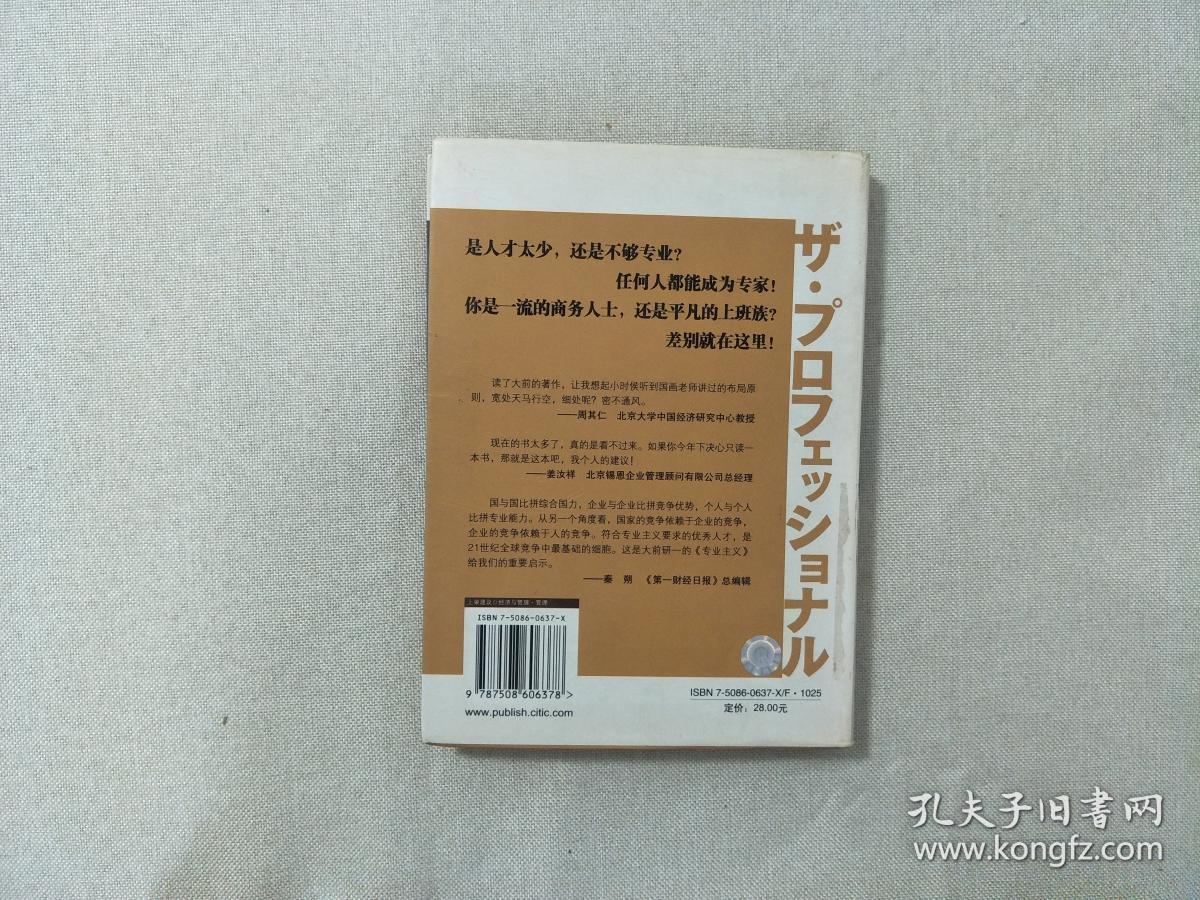 是人才太少，还是不够专业？
任何人都能成为专家！
你是一流的商务人士，还是平凡的上班族？
差别就在这里！
读了大前的著作，让我想起小时候听到国画老师讲过的布局原
则，宽处天马行空，细处呢？密不通风。
——周其仁　北京大学中国经济研究中心教授
现在的书太多了，真的是看不过来。如果你今年下决心只读一
本书，那就是这本吧，我个人的建议！
——姜汝祥　北京锡恩企业管理顾问有限公司总经理
国与国比拼综合国力，企业与企业比拼竞争优势，个人与个人
比拼专业能力。从另一个角度看，国家的竞争依赖于企业的竞争，
企业的竞争依赖于人的竞争。符合专业主义要求的优秀人才，是
21世纪全球竞争中最基础的细胞。这是大前研一的《专业主义》
给我们的重要启示。
——秦　朔　《第一财经日报》总编辑
ザ・プロフェッショナル
上架建议◎经济与管理・管理
ISBN 7-5086-0637-X
9 787508 606378 >
www.publish.citic.com
ISBN 7-5086-0637-X/F・1025
定价：28.00元
孔夫子旧书网
www.kongfz.com